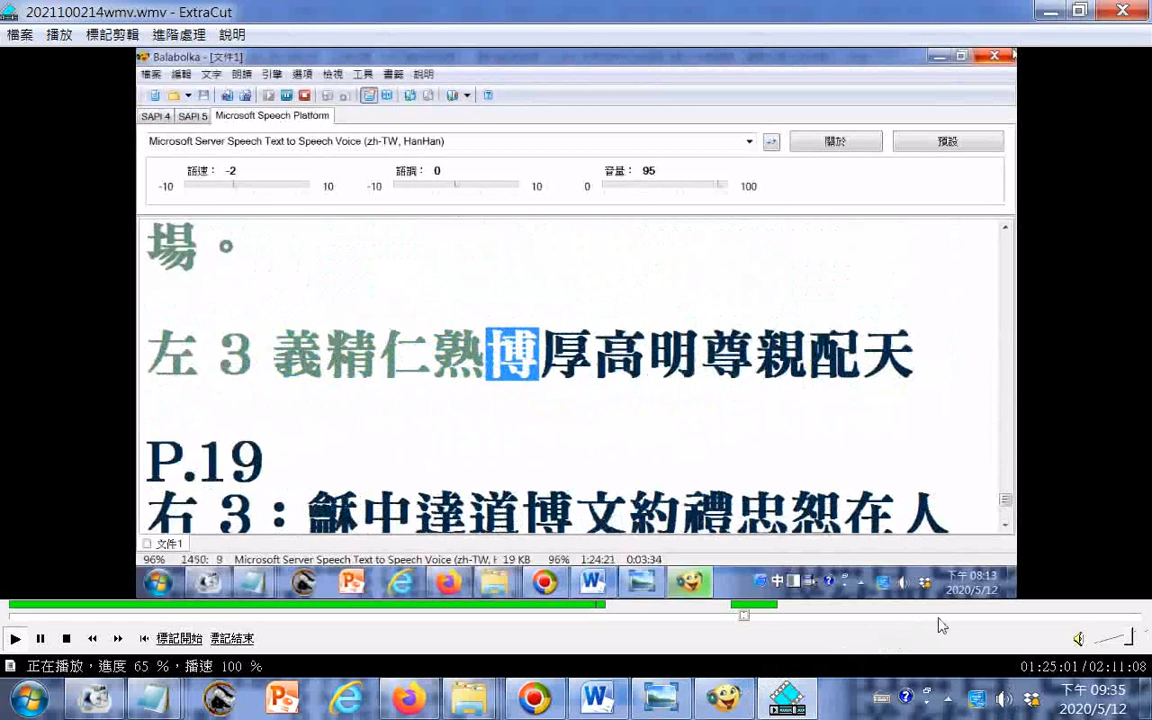 2021100214wmv.wmv - ExtraCut
檔案 播放 標記剪輯 進階處理 說明
Balabolka - [文件1]
檔案 編輯 文字 朗讀 引擎 選項 檢視 工具 書籤 說明
SAPI 4 SAPI 5 Microsoft Speech Platform
Microsoft Server Speech Text to Speech Voice (zh-TW, HanHan) 關於 預設
語速： -2 語調： 0 音量： 95
-10 10 -10 10 0 100
場。
左 3 義精仁熟博厚高明尊親配天
P.19
右 3：龢中達道博文約禮忠恕在人
文件1
96% 1450: 9 Microsoft Server Speech Text to Speech Voice (zh-TW, H 19 KB 96% 1:24:21 0:03:34
中 下午 08:13
2020/5/12
標記開始 票記結束
正在播放，進度 65 %，播速 100 % 01:25:01 / 02:11:08
下午 09:35
2020/5/12